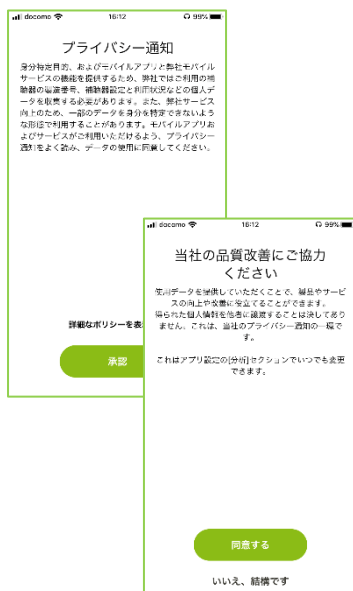 docomo 16:12 99%
プライバシー通知
身分特定目的、およびモバイルアプリと弊社モバイル
サービスの機能を提供するため、弊社ではご利用の補
聴器の製造番号、補聴器設定と利用状況などの個人デ
ータを収集する必要があります。また、弊社サービス
向上のため、一部のデータを身分を特定できないよう
な形態で利用することがあります。モバイルアプリお
よびサービスがご利用いただけるよう、プライバシー
通知をよく読み、データの使用に同意してください。
詳細なポリシーを表
承認
docomo 16:12 99%
当社の品質改善にご協力
ください
使用データを提供していただくことで、製品やサービ
スの向上や改善に役立てることができます。
得られた個人情報を他者に譲渡することは決してあり
ません。これは、当社のプライバシー通知の一環で
す。
これはアプリ設定の[分析]セクションでいつでも変更
できます。
同意する
いいえ、結構です